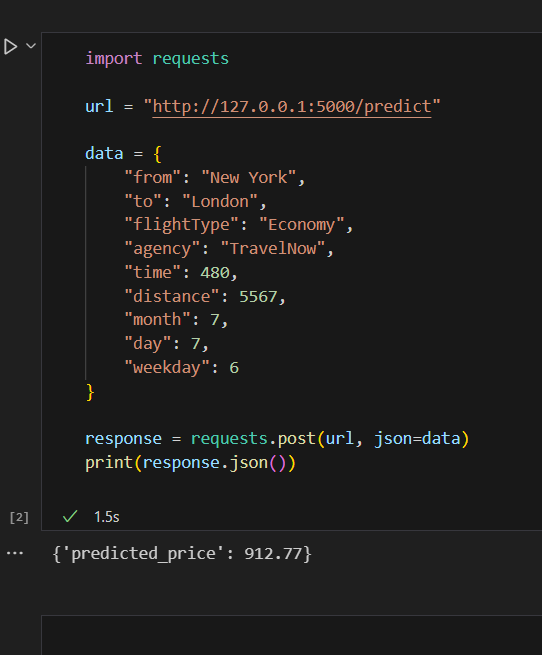 import requests
url = "http://127.0.0.1:5000/predict"
data = {
    "from": "New York",
    "to": "London",
    "flightType": "Economy",
    "agency": "TravelNow",
    "time": 480,
    "distance": 5567,
    "month": 7,
    "day": 7,
    "weekday": 6
}
response = requests.post(url, json=data)
print(response.json())
[2] 1.5s
... {'predicted_price': 912.77}